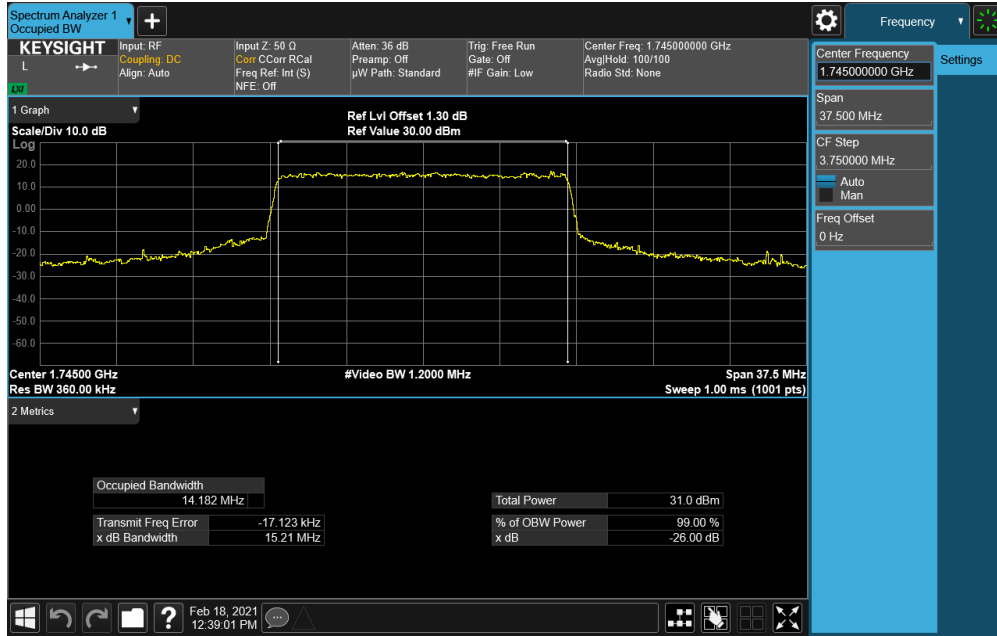 Spectrum Analyzer 1
Occupied BW
+
Frequency
KEYSIGHT
L
LXI
Input: RF
Coupling: DC
Align: Auto
Input Z: 50 Ω
Corr CCorr RCal
Freq Ref: Int (S)
NFE: Off
Atten: 36 dB
Preamp: Off
µW Path: Standard
Trig: Free Run
Gate: Off
#IF Gain: Low
Center Freq: 1.745000000 GHz
Avg|Hold: 100/100
Radio Std: None
Center Frequency
1.745000000 GHz
Settings
Span
37.500 MHz
CF Step
3.750000 MHz
Auto
Man
Freq Offset
0 Hz
1 Graph
Scale/Div 10.0 dB
Ref Lvl Offset 1.30 dB
Ref Value 30.00 dBm
Log
20.0
10.0
0.00
-10.0
-20.0
-30.0
-40.0
-50.0
-60.0
Center 1.74500 GHz
#Video BW 1.2000 MHz
Span 37.5 MHz
Res BW 360.00 kHz
Sweep 1.00 ms (1001 pts)
2 Metrics
Occupied Bandwidth
14.182 MHz
Total Power 31.0 dBm
Transmit Freq Error -17.123 kHz
% of OBW Power 99.00 %
x dB Bandwidth 15.21 MHz
x dB -26.00 dB
?
Feb 18, 2021
12:39:01 PM